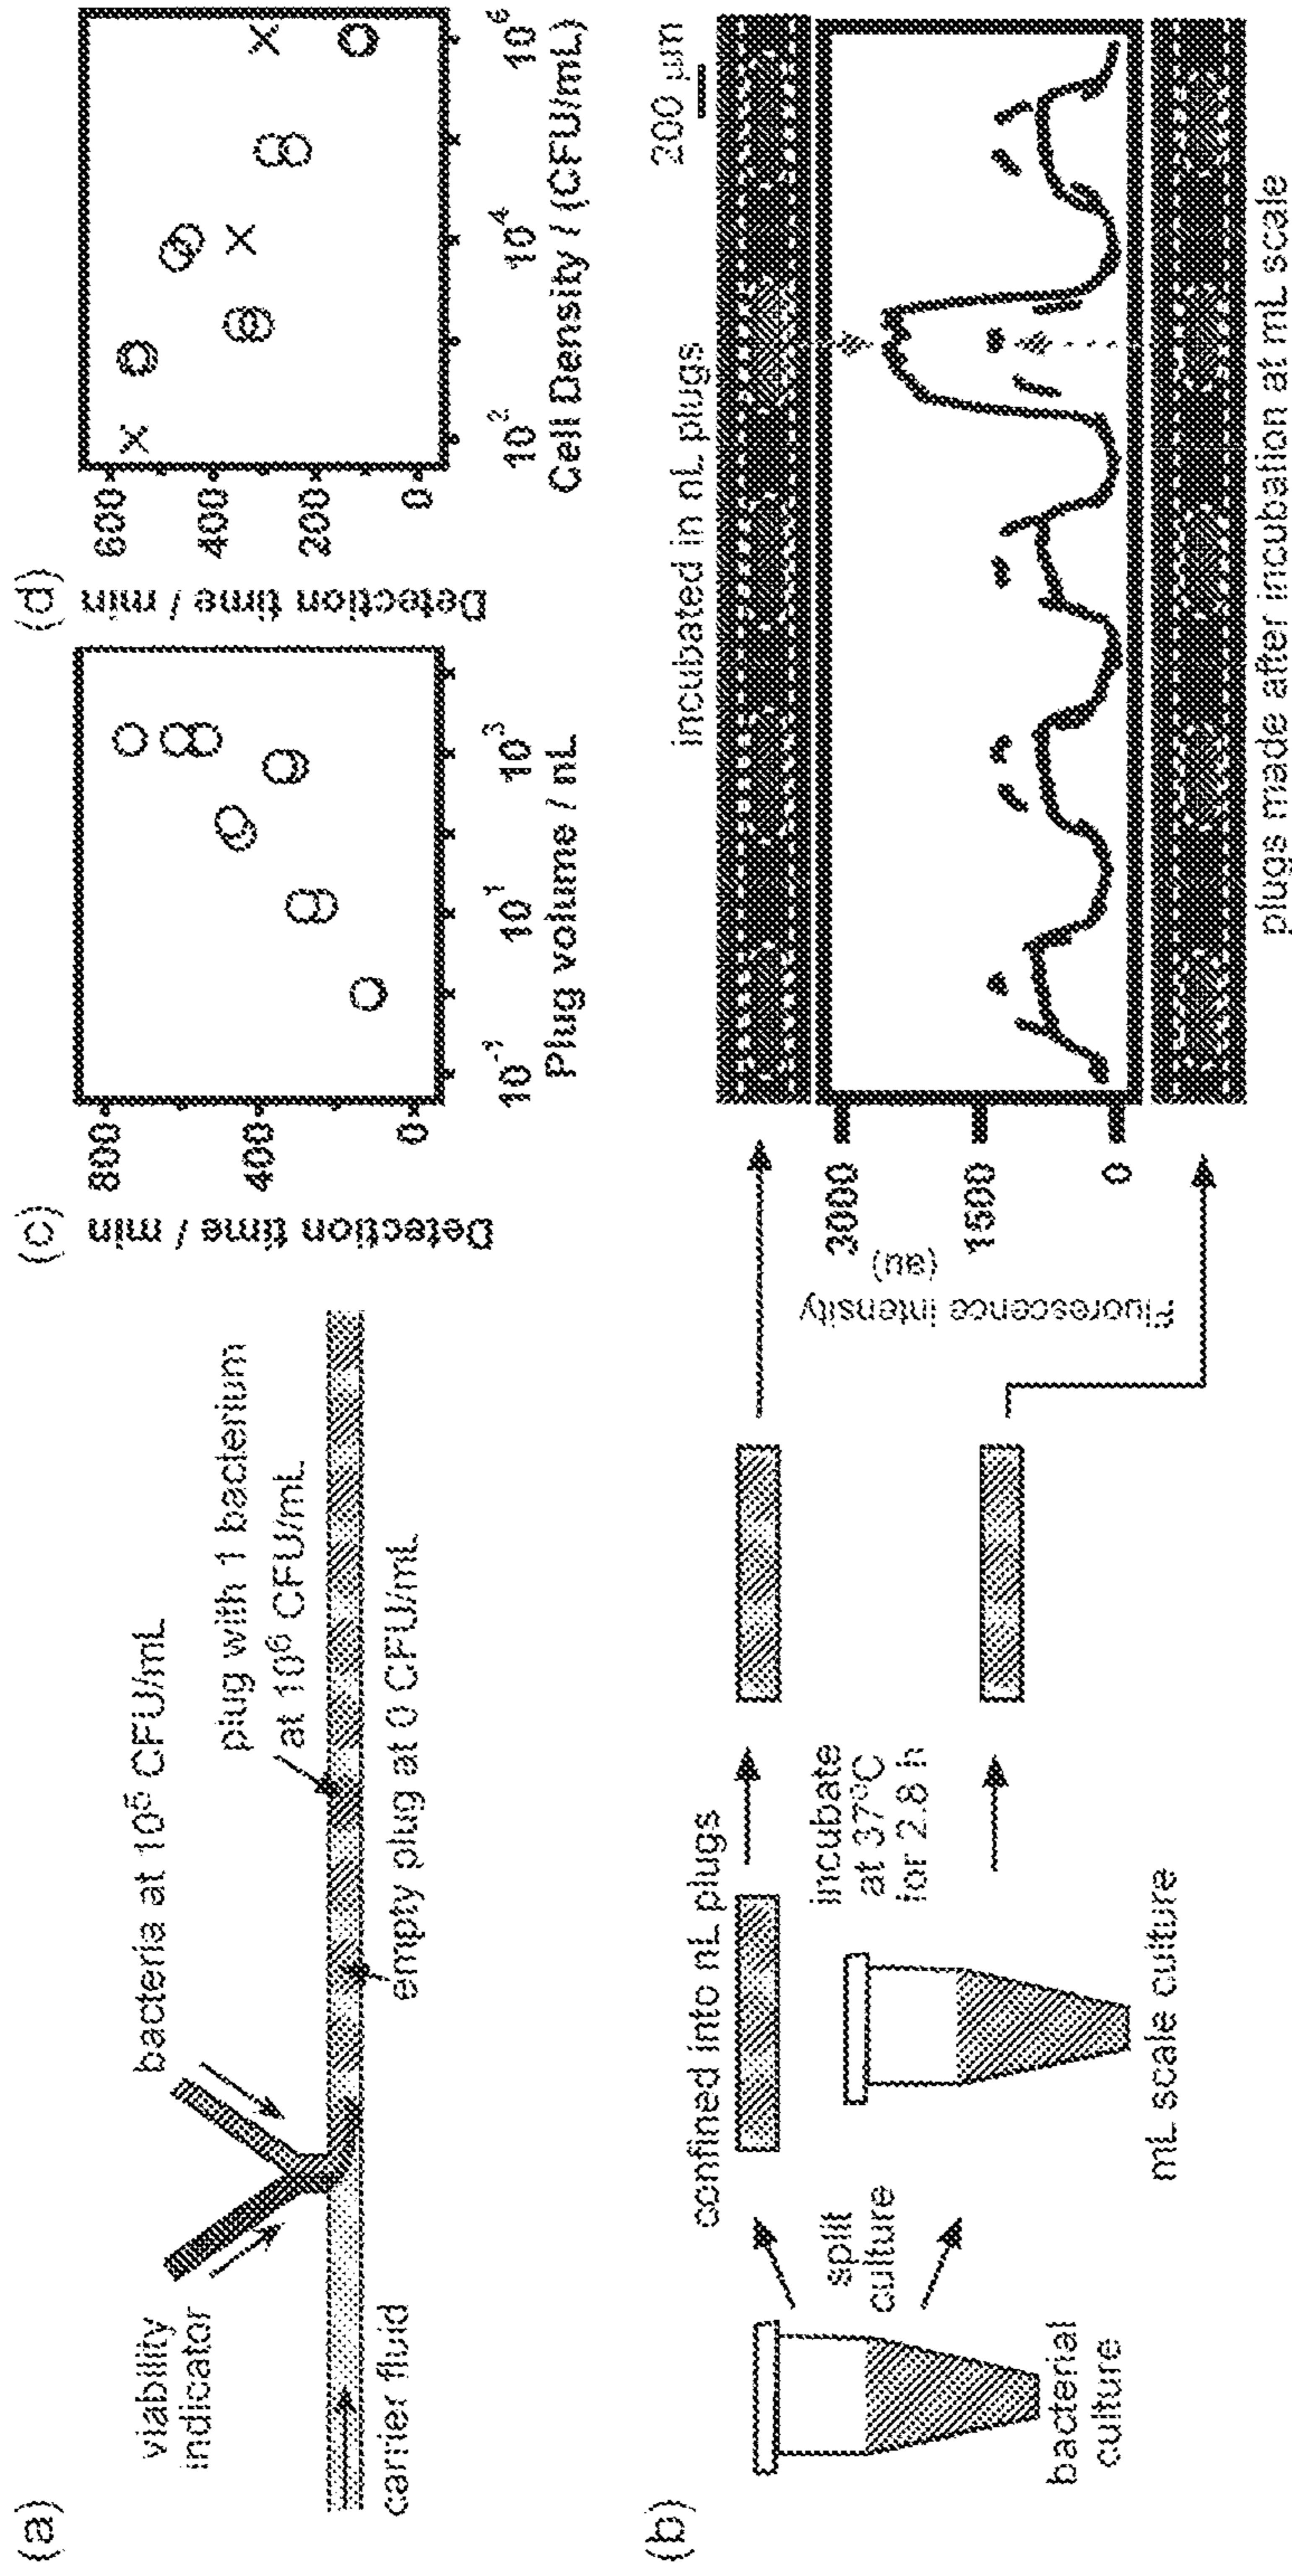 (a)
viability
indicator
bacteria at 10⁵ CFU/mL
plug with 1 bacterium
at 10⁶ CFU/mL
carrier fluid
empty plug at 0 CFU/mL
(c)
Detection time / min
800
400
0
10⁻¹
10¹
10³
Plug volume / nL
(d)
Detection time / min
600
400
200
0
10²
10⁴
10⁶
Cell Density / (CFU/mL)
(b)
bacterial
culture
split
culture
confined into nL plugs
mL scale culture
incubate
at 37ºC
for 2.8 h
incubated in nL plugs
200 µm
Fluorescence intensity
(au)
3000
1500
0
plugs made after incubation at mL scale